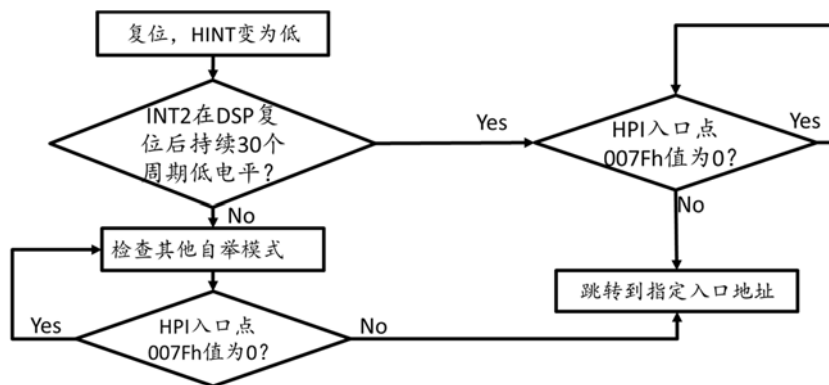 复位，HINT变为低
INT2在DSP复
位后持续30个
周期低电平？
Yes
HPI入口点
007Fh值为0？
Yes
No
No
检查其他自举模式
跳转到指定入口地址
Yes
HPI入口点
007Fh值为0？
No